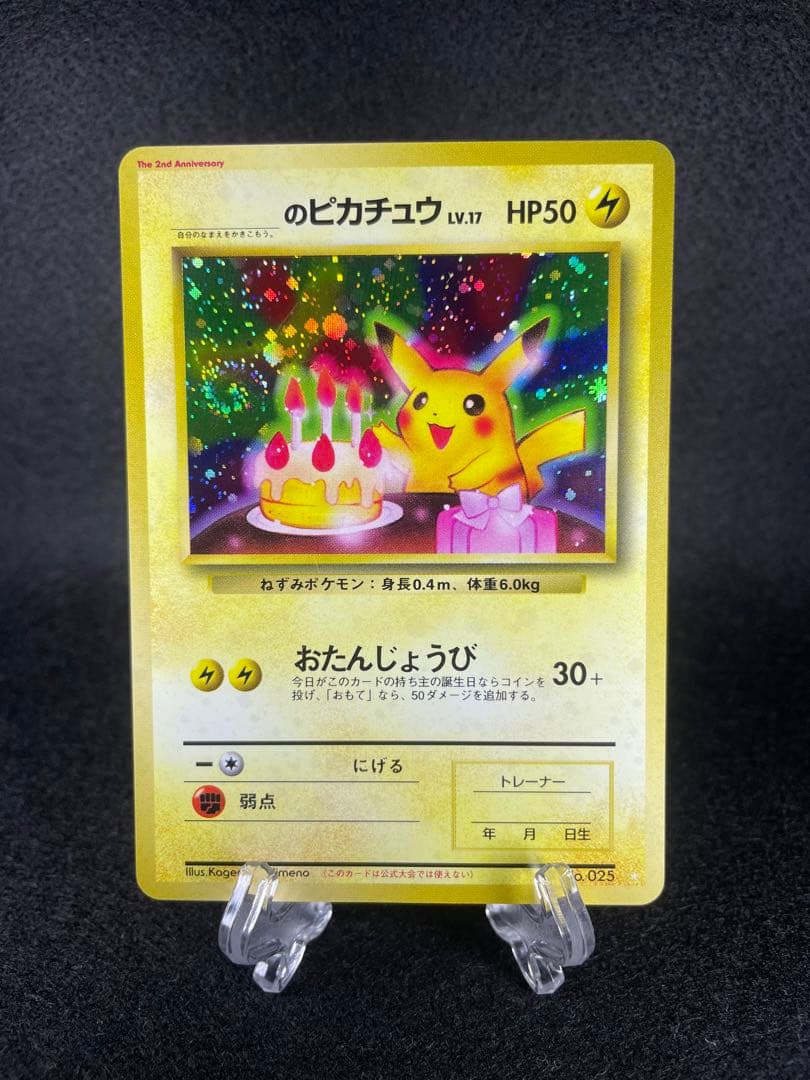 The 2nd Anniversary
のピカチュウ LV.17 HP50
自分のなまえをかきこもう。
ねずみポケモン:身長0.4m、体重6.0kg
おたんじょうび 30+
今日がこのカードの持ち主の誕生日ならコインを
投げ、「おもて」なら、50ダメージを追加する。
にげる
弱点
トレーナー
年 月 日生
Illus.Kage meno (このカードは公式大会では使えない) 025